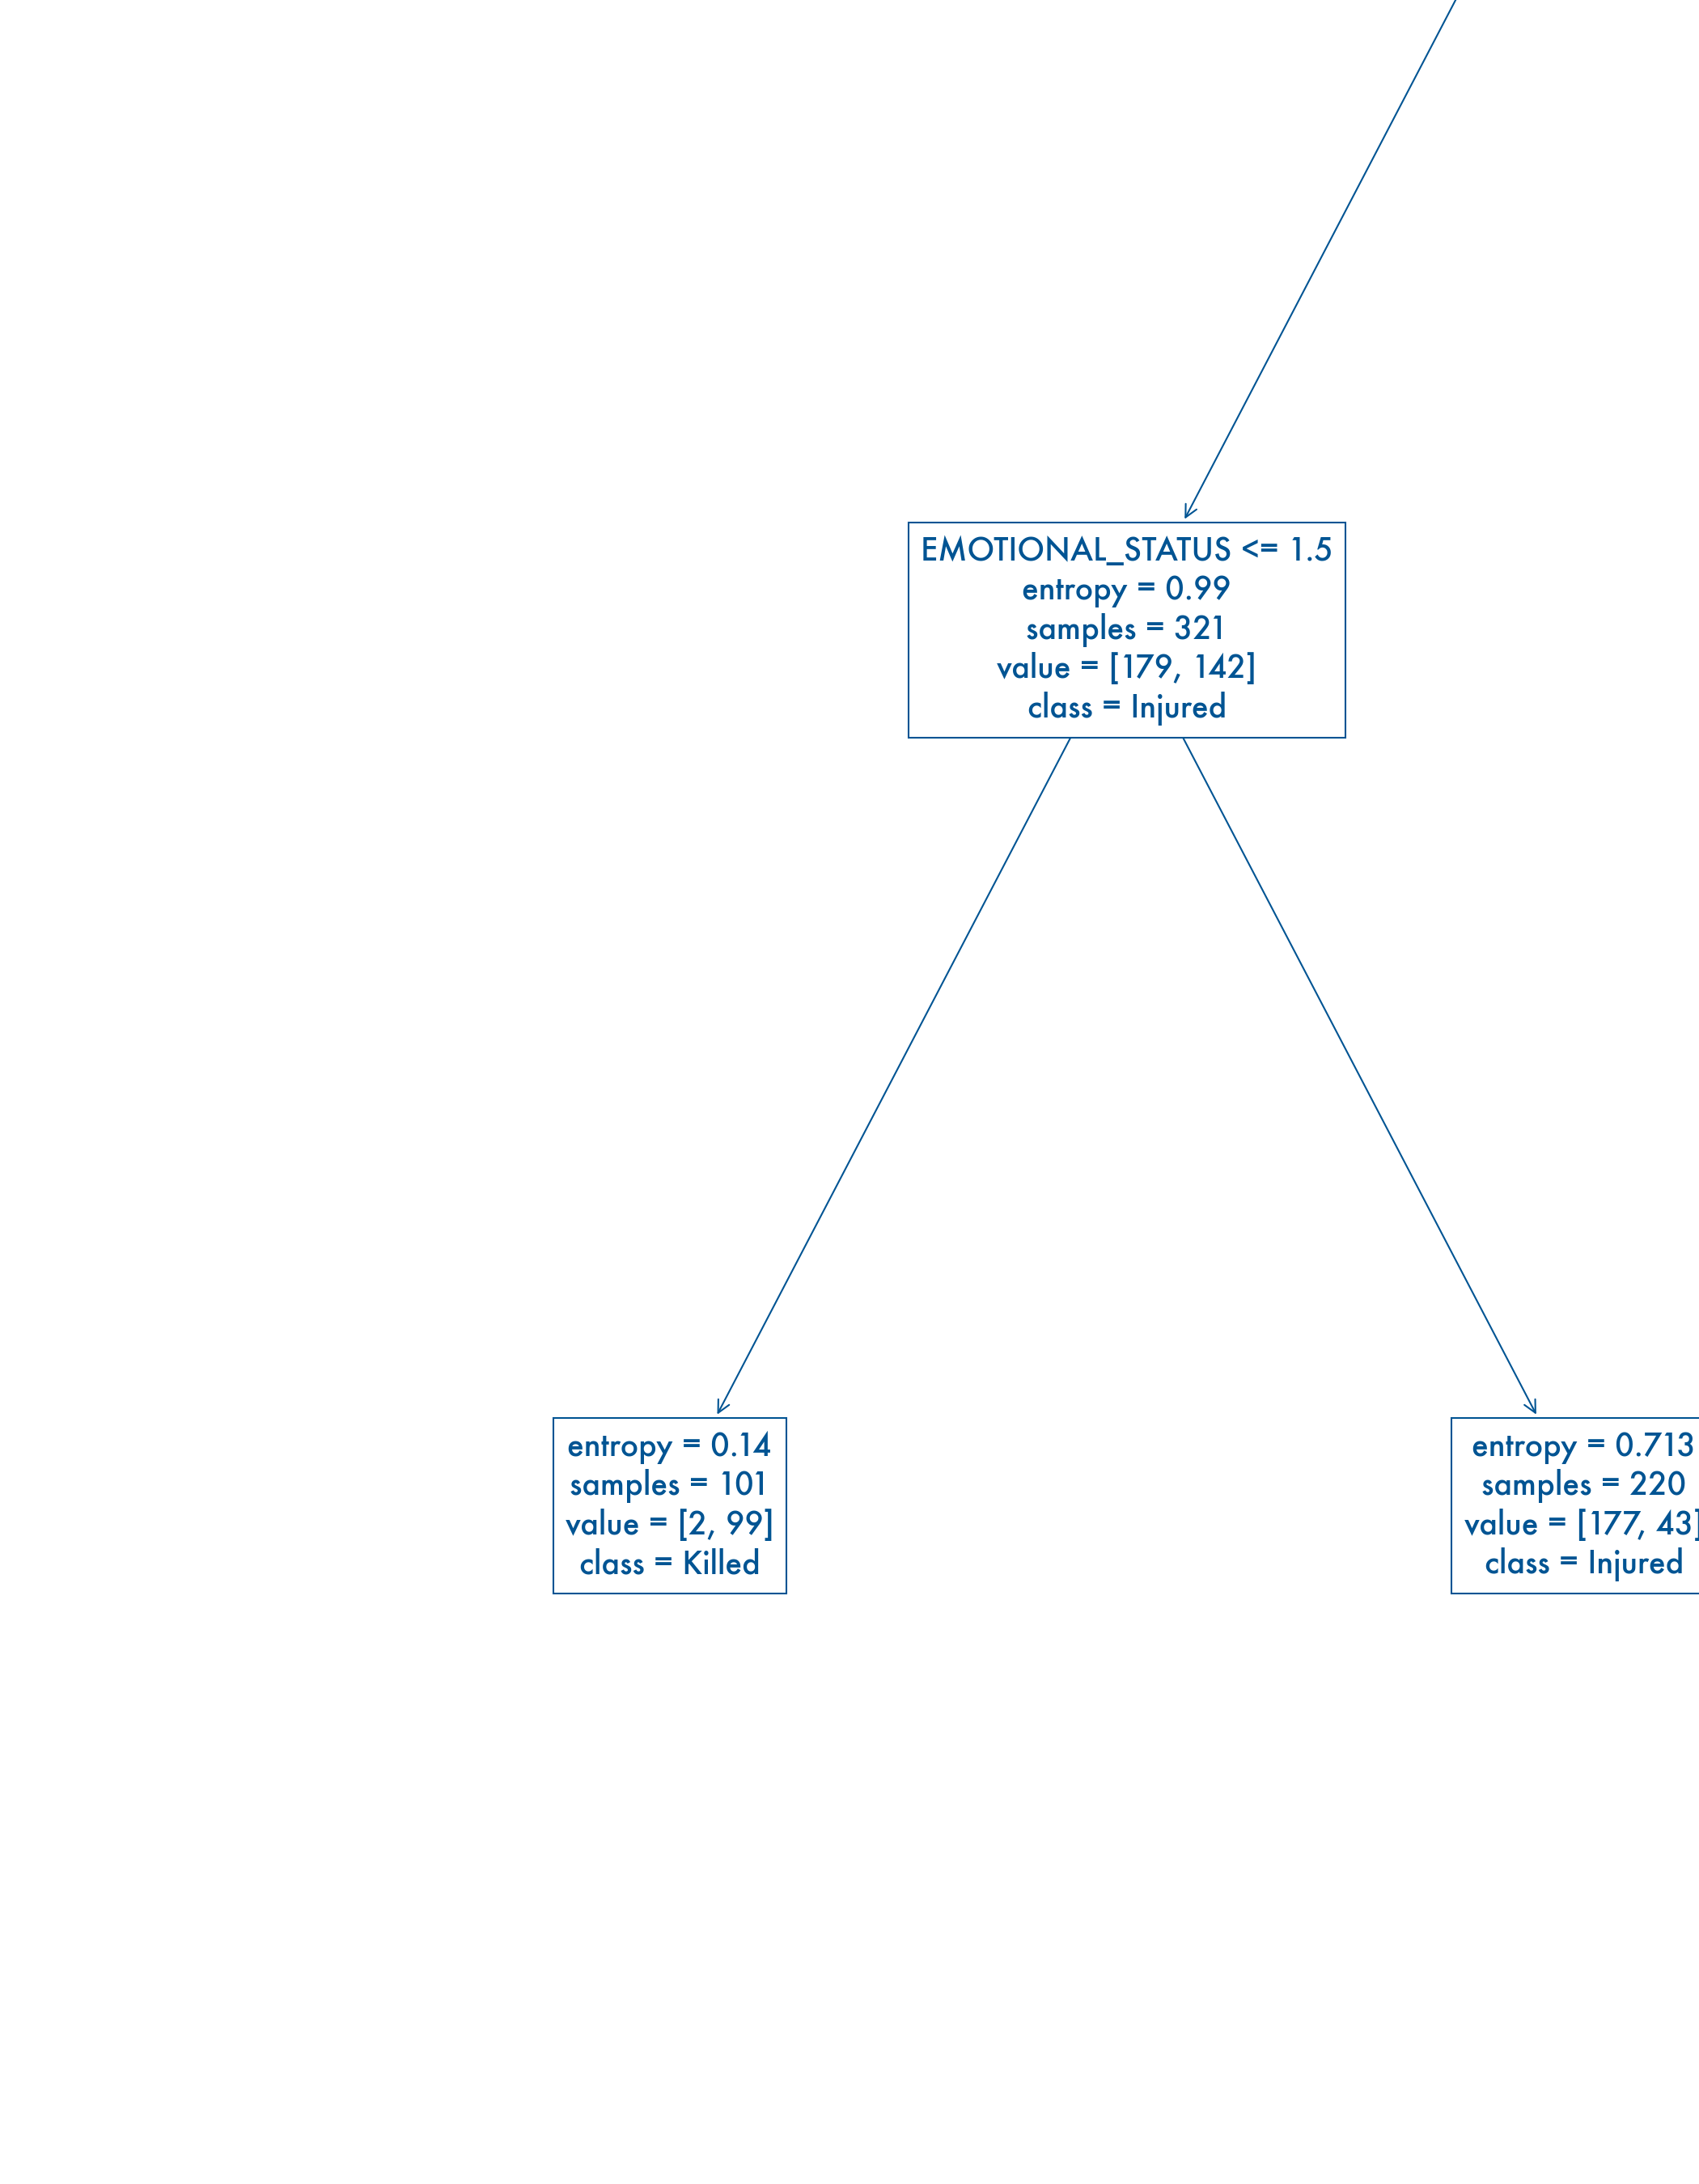 EMOTIONAL_STATUS <= 1.5
entropy = 0.99
samples = 321
value = [179, 142]
class = Injured
entropy = 0.14
samples = 101
value = [2, 99]
class = Killed
entropy = 0.713
samples = 220
value = [177, 43]
class = Injured